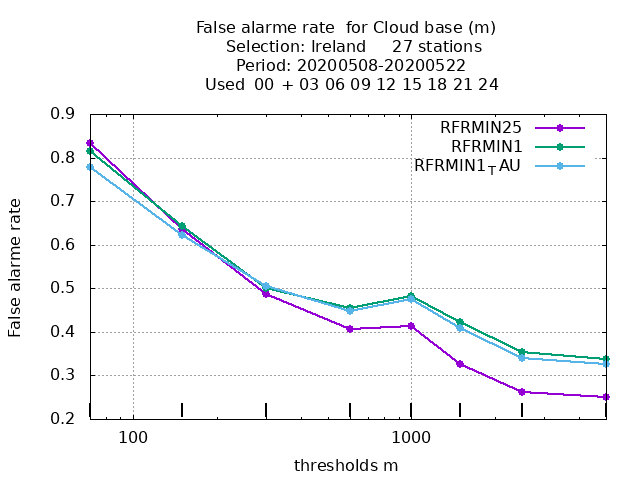 False alarme rate  for Cloud base (m)
Selection: Ireland     27 stations
Period: 20200508-20200522
Used  00 + 03 06 09 12 15 18 21 24
RFRMIN25
RFRMIN1
RFRMIN1TAU
0.9
0.8
0.7
0.6
0.5
0.4
0.3
0.2
False alarme rate
100
1000
thresholds m